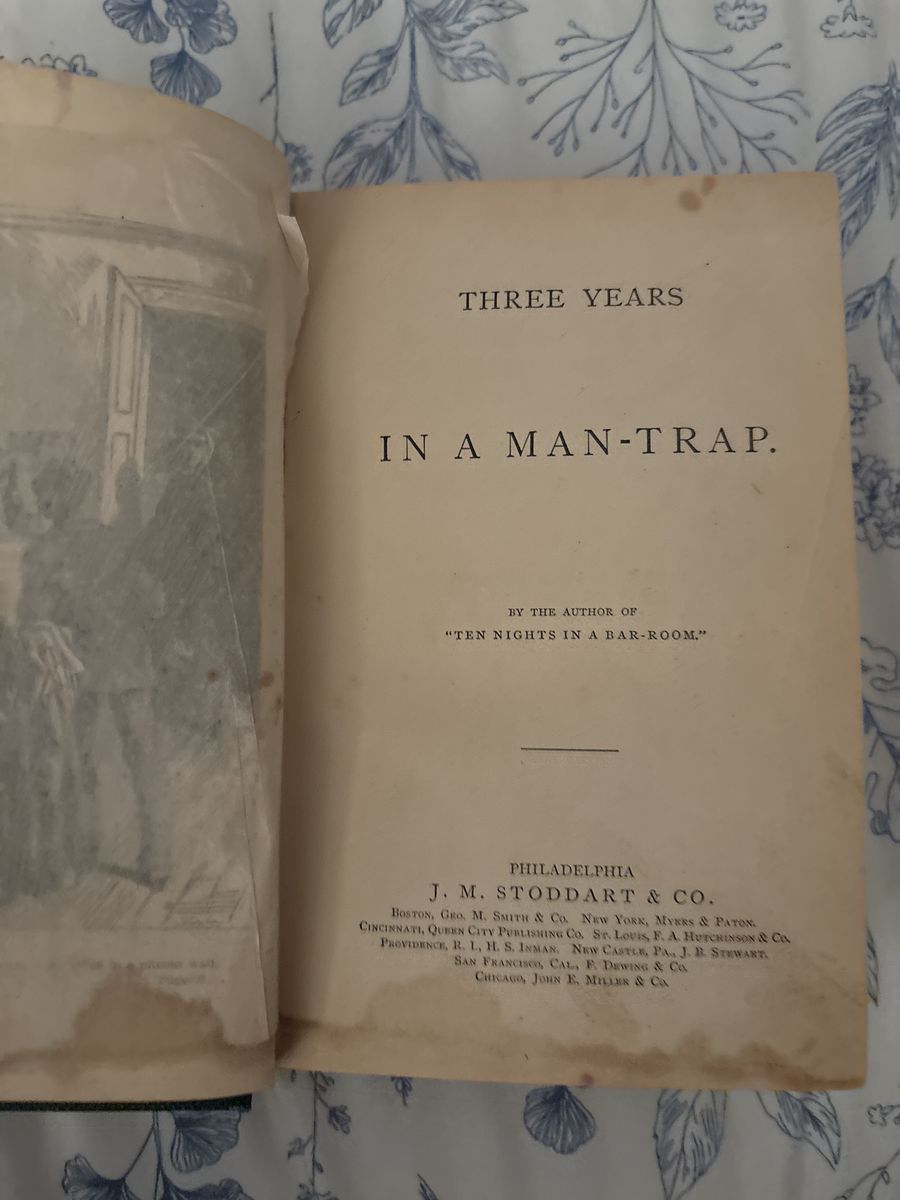 THREE YEARS
IN A MAN-TRAP.
BY THE AUTHOR OF
"TEN NIGHTS IN A BAR-ROOM."
PHILADELPHIA
J. M. STODDART & CO.
BOSTON, GEO. M. SMITH & CO. NEW YORK, MYERS & PATON.
CINCINNATI, QUEEN CITY PUBLISHING CO. ST. LOUIS, F. A. HUTCHINSON & CO.
PROVIDENCE, R. I., H. S. INMAN. NEW CASTLE, PA., J. B. STEWART.
SAN FRANCISCO, CAL., F. DEWING & CO.
CHICAGO, JOHN E. MILLER & CO.